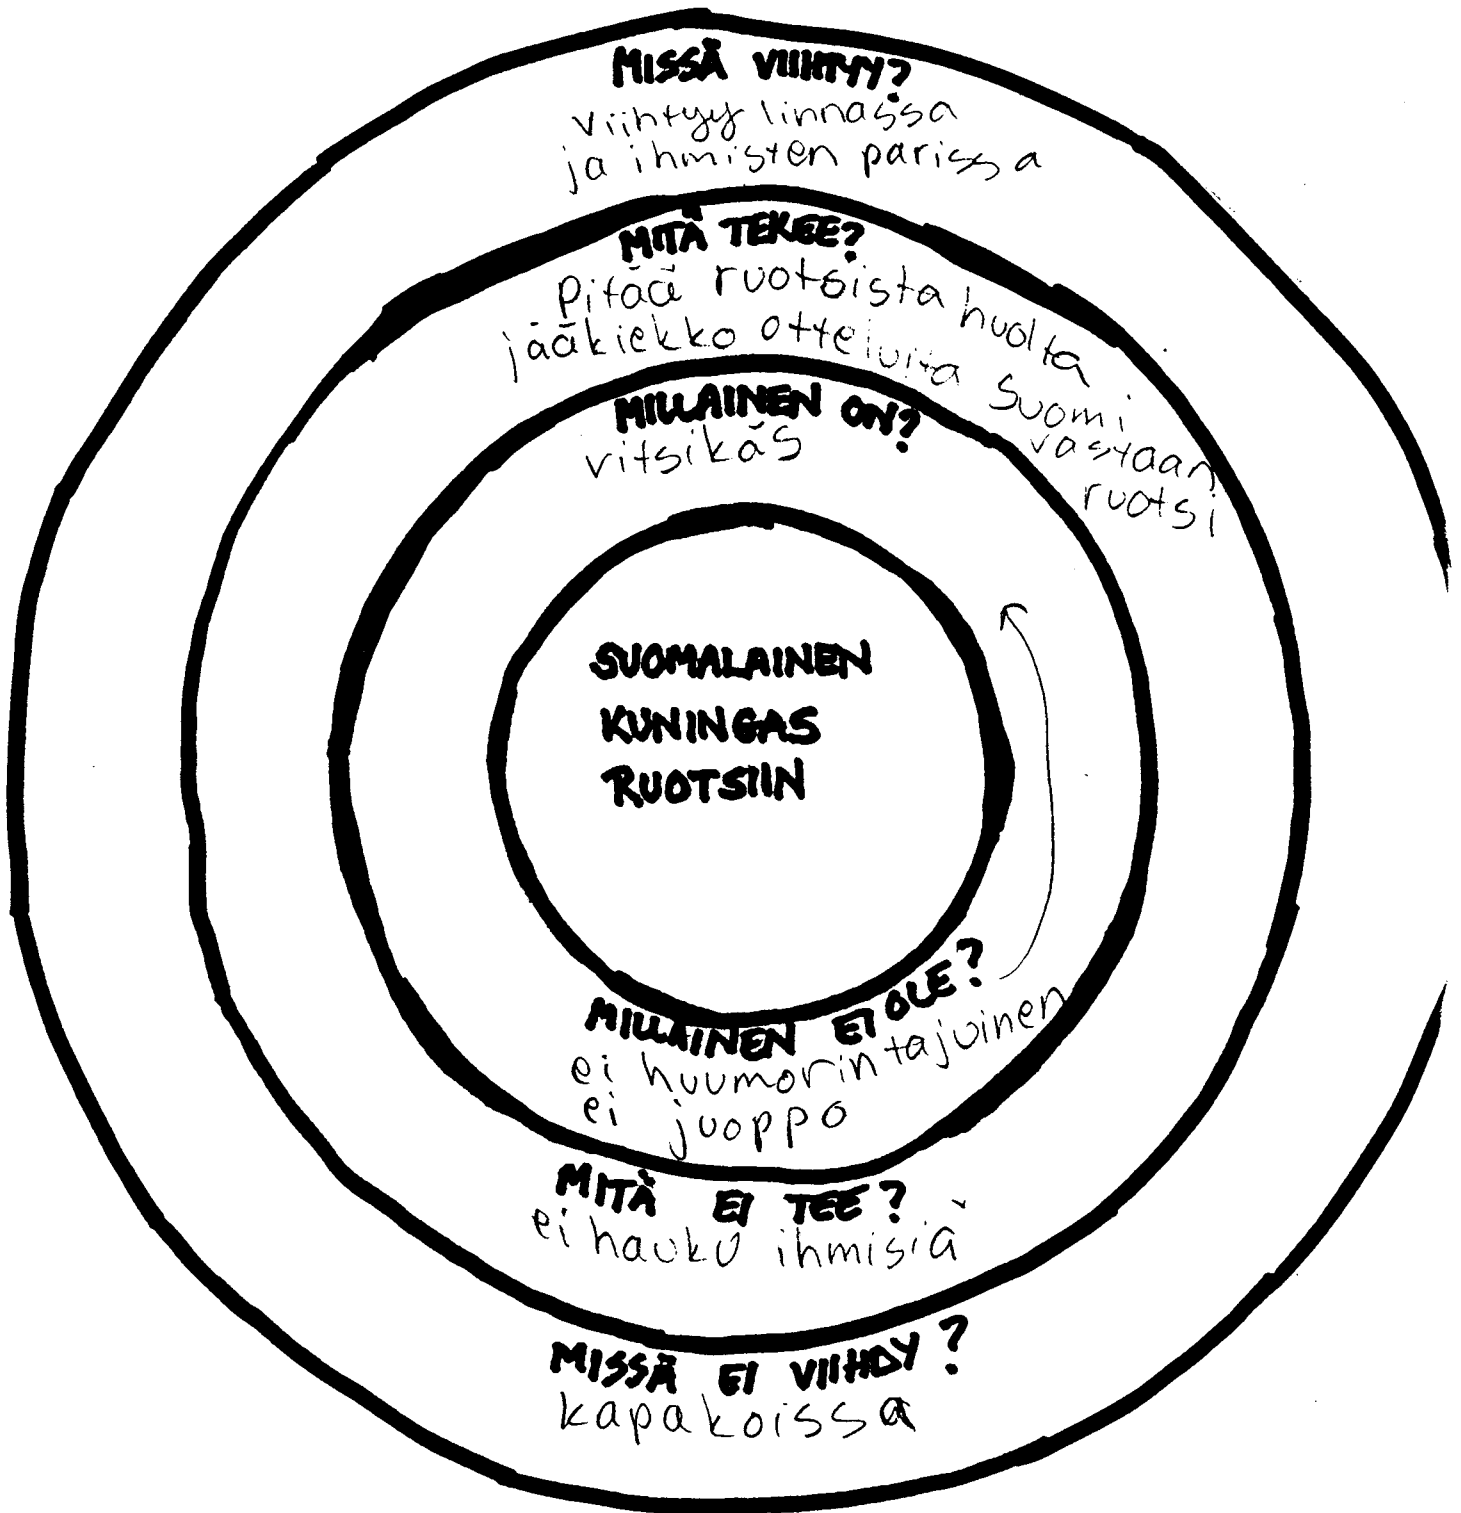 MISSÄ VIIHTYY?
viihtyy linnassa
ja ihmisten parissa
MITÄ TEKEE?
Pitää ruotsista huolta
jääkiekko otteluita suomi
vastaan
ruotsi
MILLAINEN ON?
vitsikäs
SUOMALAINEN
KUNINGAS
RUOTSIIN
MILLAINEN EI OLE?
ei huumorintajuinen
ei juoppo
MITÄ EI TEE?
ei hauku ihmisiä
MISSÄ EI VIIHDY?
kapakoissa